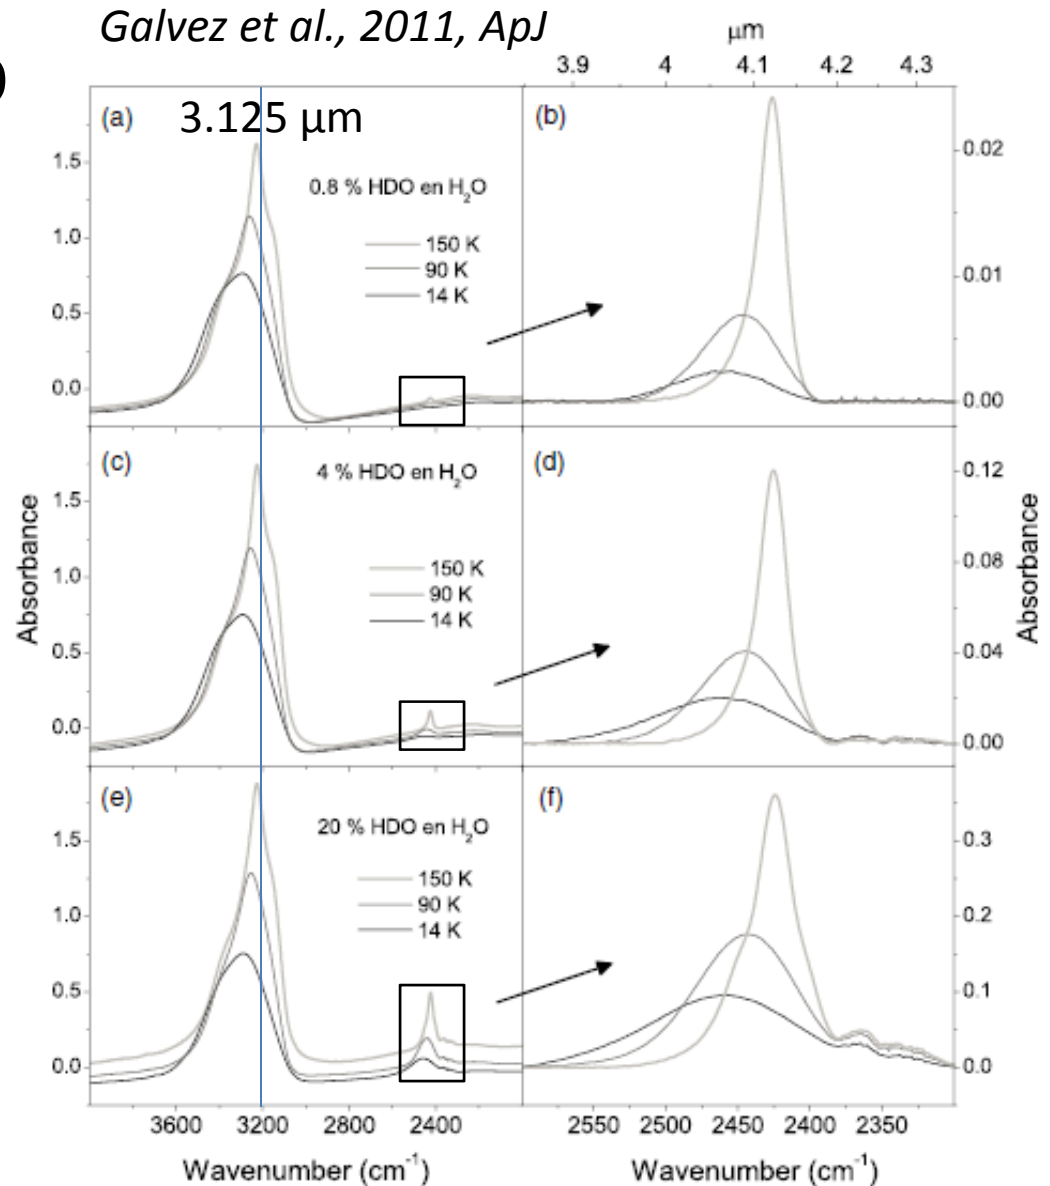 Galvez et al., 2011, ApJ
μm
3.9 4 4.1 4.2 4.3
(a) 3.125 μm
(b)
0.8 % HDO en H₂O
150 K
90 K
14 K
1.5
1.0
0.5
0.0
0.02
0.01
0.00
(c)
4 % HDO en H₂O
150 K
90 K
14 K
(d)
1.5
1.0
0.5
0.0
0.12
0.08
0.04
0.00
Absorbance
Absorbance
(e)
20 % HDO en H₂O
150 K
90 K
14 K
(f)
1.5
1.0
0.5
0.0
0.3
0.2
0.1
0.0
3600 3200 2800 2400
2550 2500 2450 2400 2350
Wavenumber (cm⁻¹)
Wavenumber (cm⁻¹)